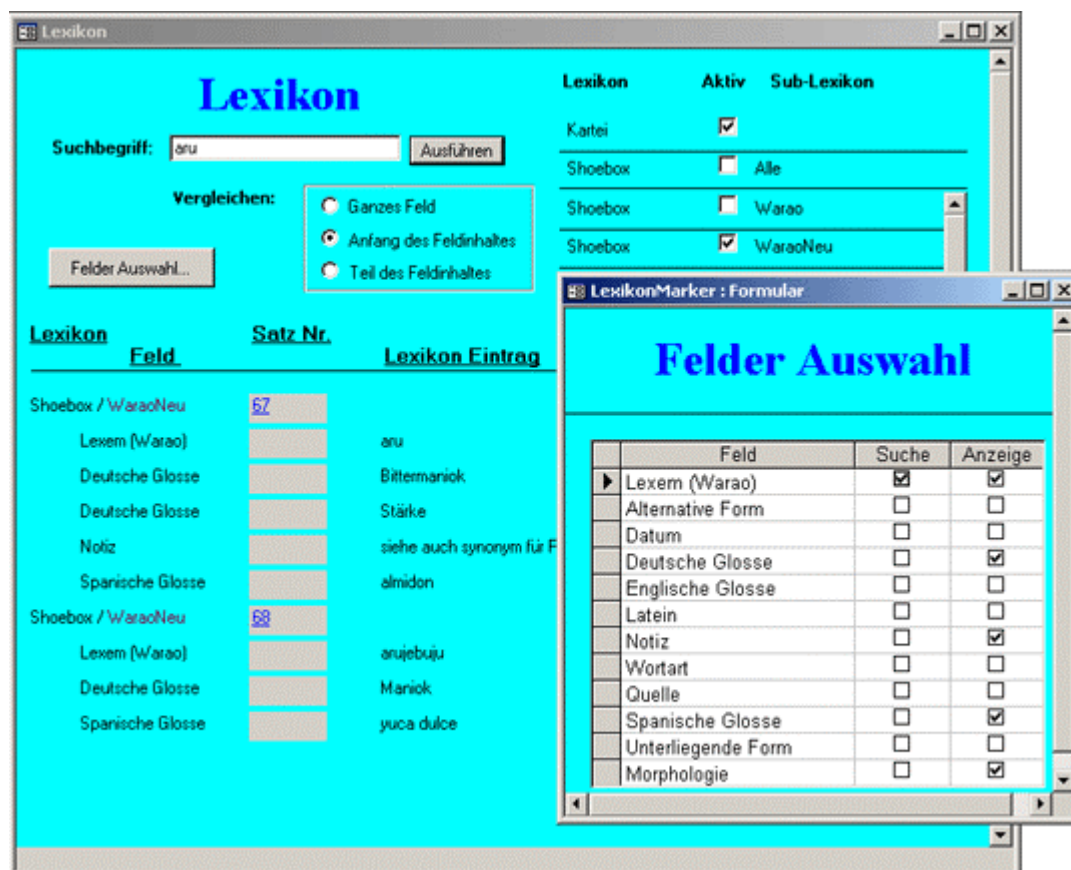 Lexikon
Lexikon
Suchbegriff: aru Ausführen
Vergleichen:
Ganzes Feld
Anfang des Feldinhaltes
Teil des Feldinhaltes
Felder Auswahl...
Lexikon Aktiv Sub-Lexikon
Kartei
Shoebox Alle
Shoebox Warao
Shoebox WaraoNeu
Lexikon Satz Nr.
Feld Lexikon Eintrag
Shoebox / WaraoNeu 67
Lexem (Warao) aru
Deutsche Glosse Bittermaniok
Deutsche Glosse Stärke
Notiz siehe auch synonym für F
Spanische Glosse almidon
Shoebox / WaraoNeu 68
Lexem (Warao) arujebuju
Deutsche Glosse Maniok
Spanische Glosse yuca dulce
LexikonMarker : Formular
Felder Auswahl
Feld Suche Anzeige
Lexem (Warao)
Alternative Form
Datum
Deutsche Glosse
Englische Glosse
Latein
Notiz
Wortart
Quelle
Spanische Glosse
Unterliegende Form
Morphologie